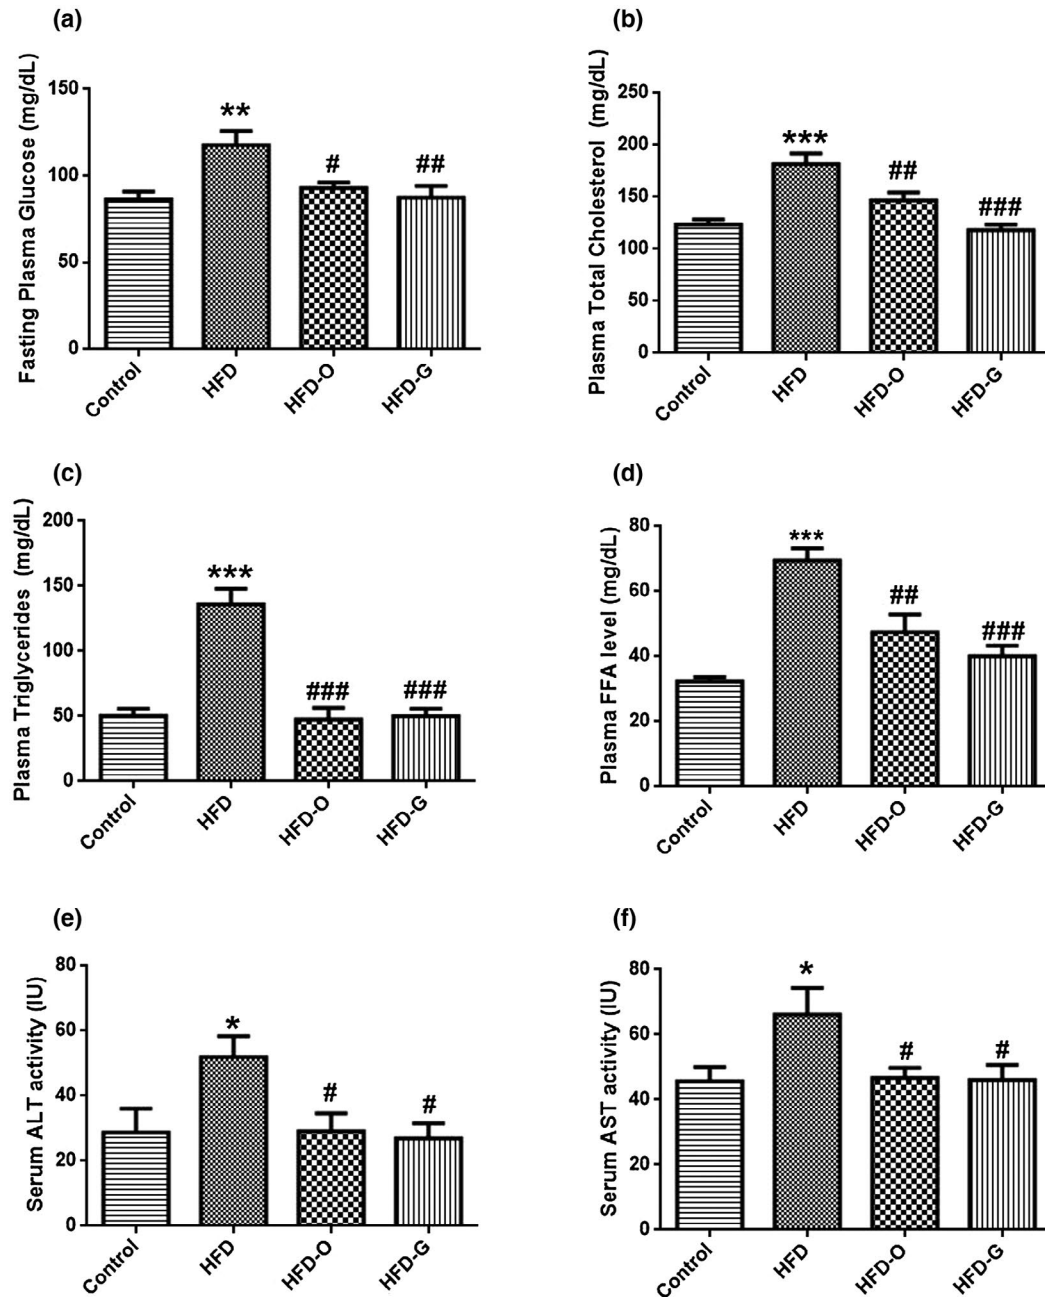 (a)
Fasting Plasma Glucose (mg/dL)
150
100
50
0
**
#
##
Control
HFD
HFD-O
HFD-G
(b)
Plasma Total Cholesterol (mg/dL)
250
200
150
100
50
0
***
##
###
Control
HFD
HFD-O
HFD-G
(c)
Plasma Triglycerides (mg/dL)
200
150
100
50
0
***
###
###
Control
HFD
HFD-O
HFD-G
(d)
Plasma FFA level (mg/dL)
80
60
40
20
0
***
##
###
Control
HFD
HFD-O
HFD-G
(e)
Serum ALT activity (IU)
80
60
40
20
0
*
#
#
Control
HFD
HFD-O
HFD-G
(f)
Serum AST activity (IU)
80
60
40
20
0
*
#
#
Control
HFD
HFD-O
HFD-G